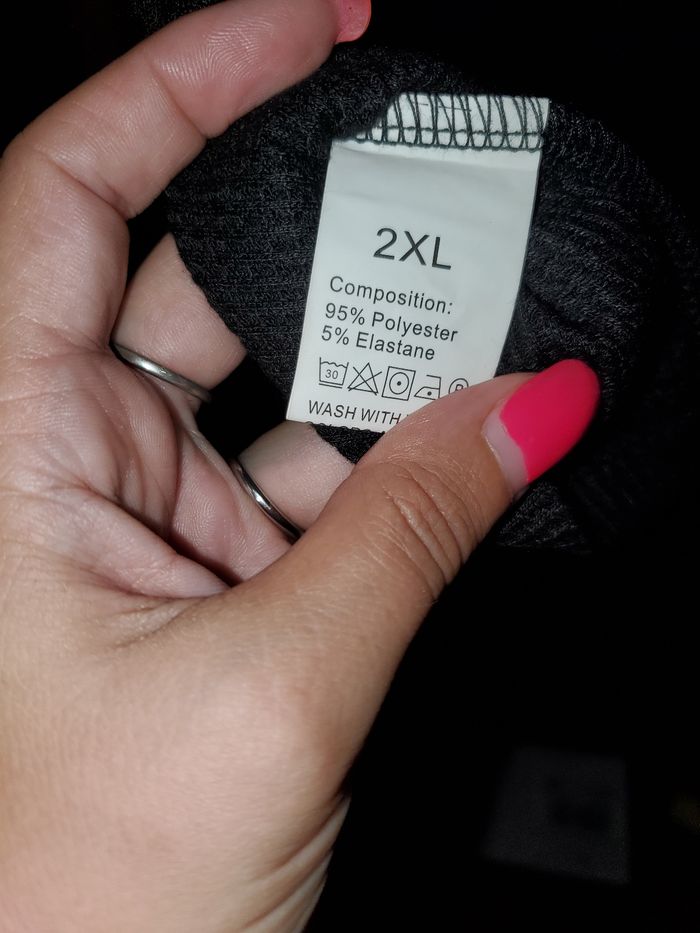 2XL
Composition:
95% Polyester
5% Elastane
30
WASH WITH